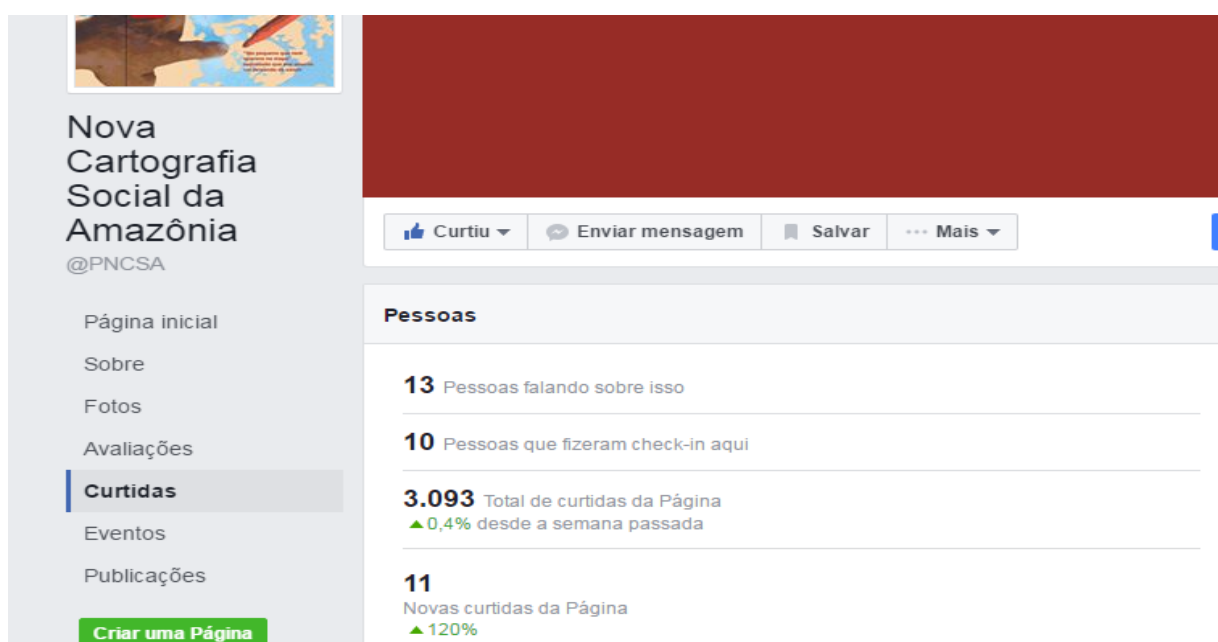 Nova
Cartografia
Social da
Amazônia
@PNCSA
Página inicial
Sobre
Fotos
Avaliações
Curtidas
Eventos
Publicações
Criar uma Página
Curtiu
Enviar mensagem
Salvar
Mais
Pessoas
13 Pessoas falando sobre isso
10 Pessoas que fizeram check-in aqui
3.093 Total de curtidas da Página
0,4% desde a semana passada
11
Novas curtidas da Página
120%